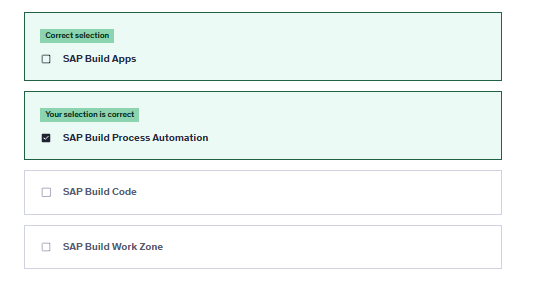 Correct selection
SAP Build Apps
Your selection is correct
SAP Build Process Automation
SAP Build Code
SAP Build Work Zone